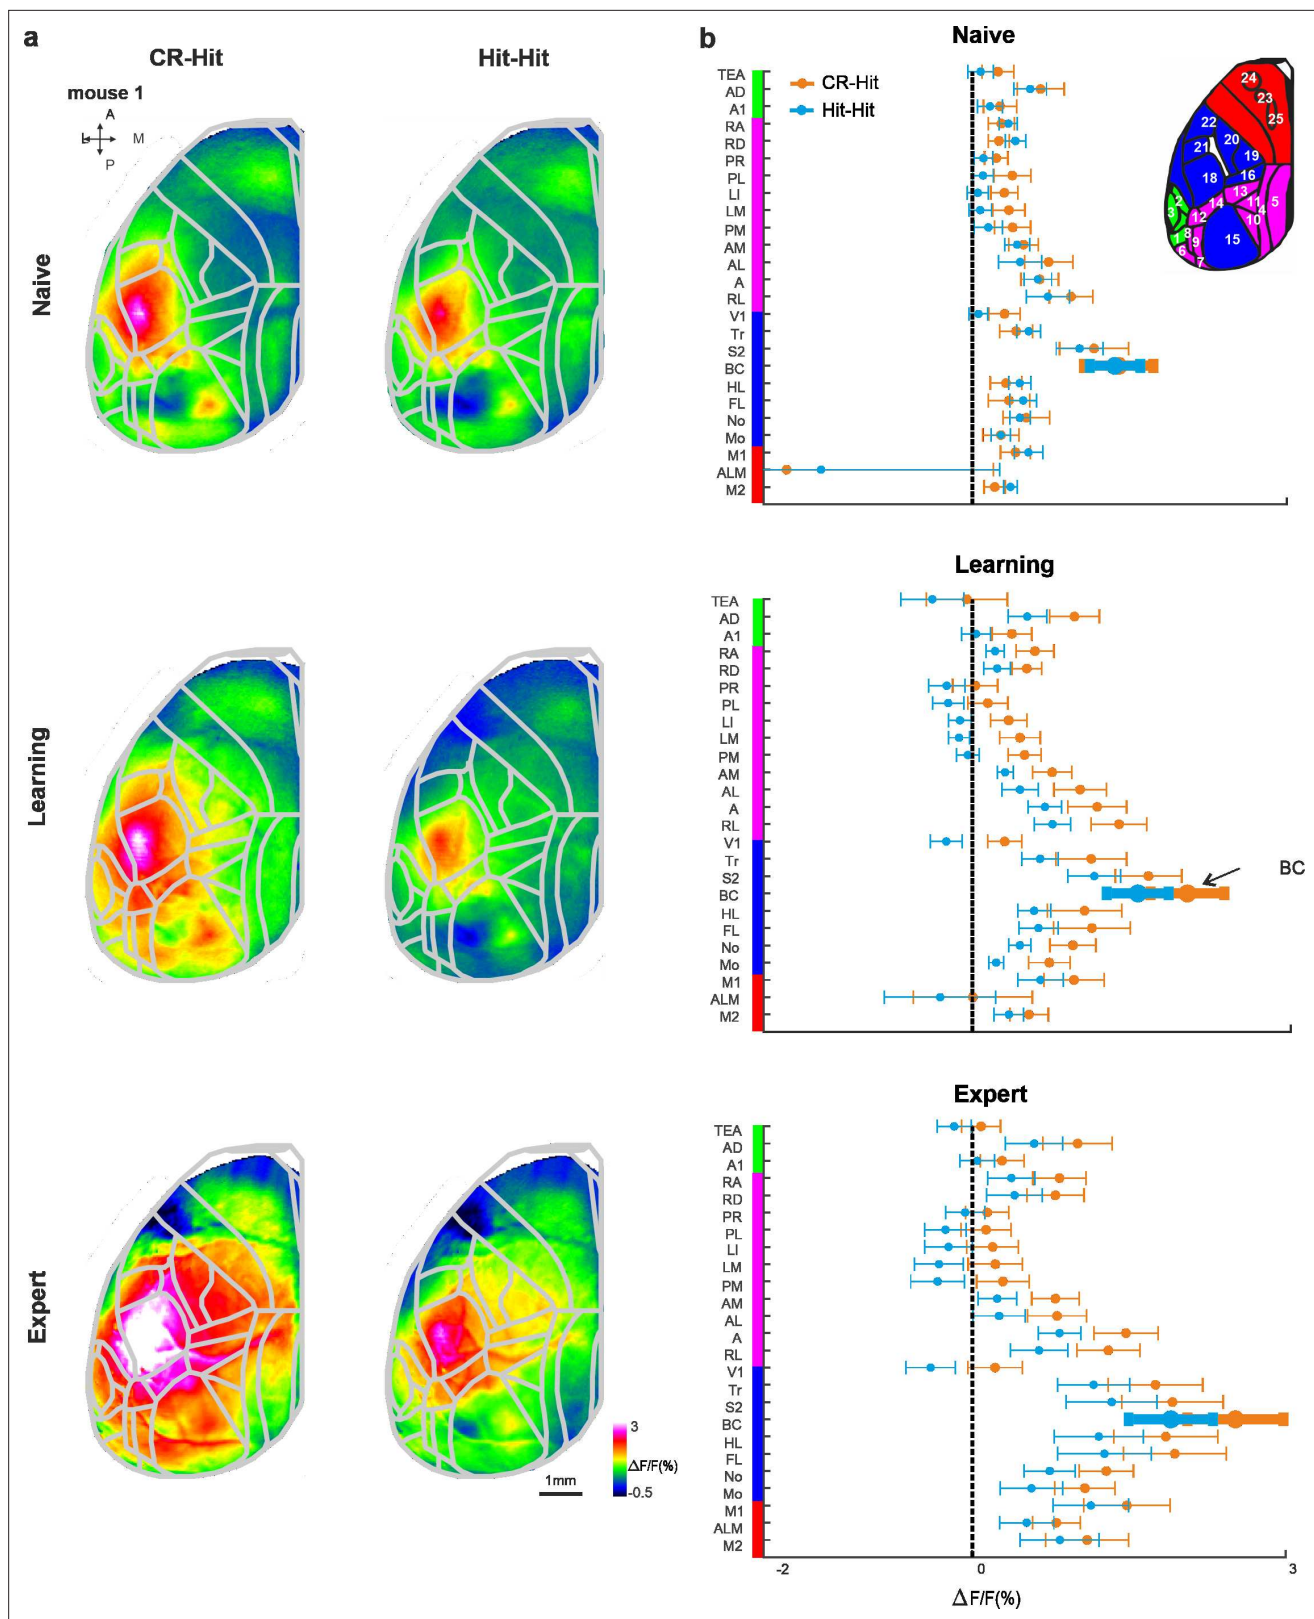 a
CR-Hit
Hit-Hit
mouse 1
A
L
M
P
Naive
Learning
Expert
3
ΔF/F(%)
-0.5
1mm
b
Naive
CR-Hit
Hit-Hit
TEA
AD
A1
RA
RD
PR
PL
LI
LM
PM
AM
AL
A
RL
V1
Tr
S2
BC
HL
FL
No
Mo
M1
ALM
M2
24
23
25
22
20
21
19
18
16
13
2
14
11
5
3
12
4
10
1
8
9
15
6
7
Learning
TEA
AD
A1
RA
RD
PR
PL
LI
LM
PM
AM
AL
A
RL
V1
Tr
S2
BC
BC
HL
FL
No
Mo
M1
ALM
M2
Expert
TEA
AD
A1
RA
RD
PR
PL
LI
LM
PM
AM
AL
A
RL
V1
Tr
S2
BC
HL
FL
No
Mo
M1
ALM
M2
-2 0 3
ΔF/F(%)